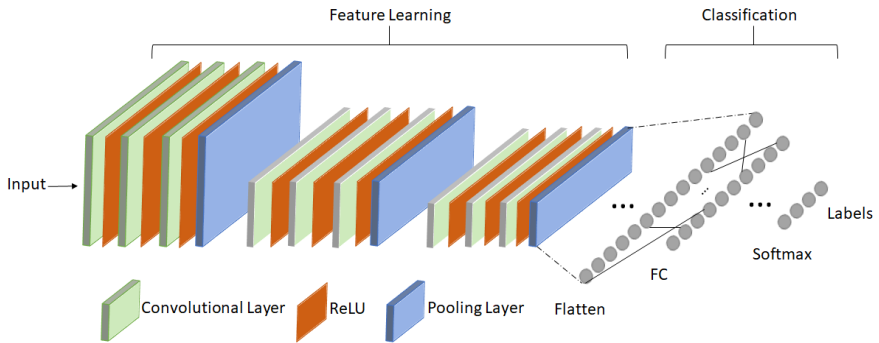 Feature Learning
Classification
Input
...
...
...
Labels
Softmax
FC
Flatten
Convolutional Layer
ReLU
Pooling Layer